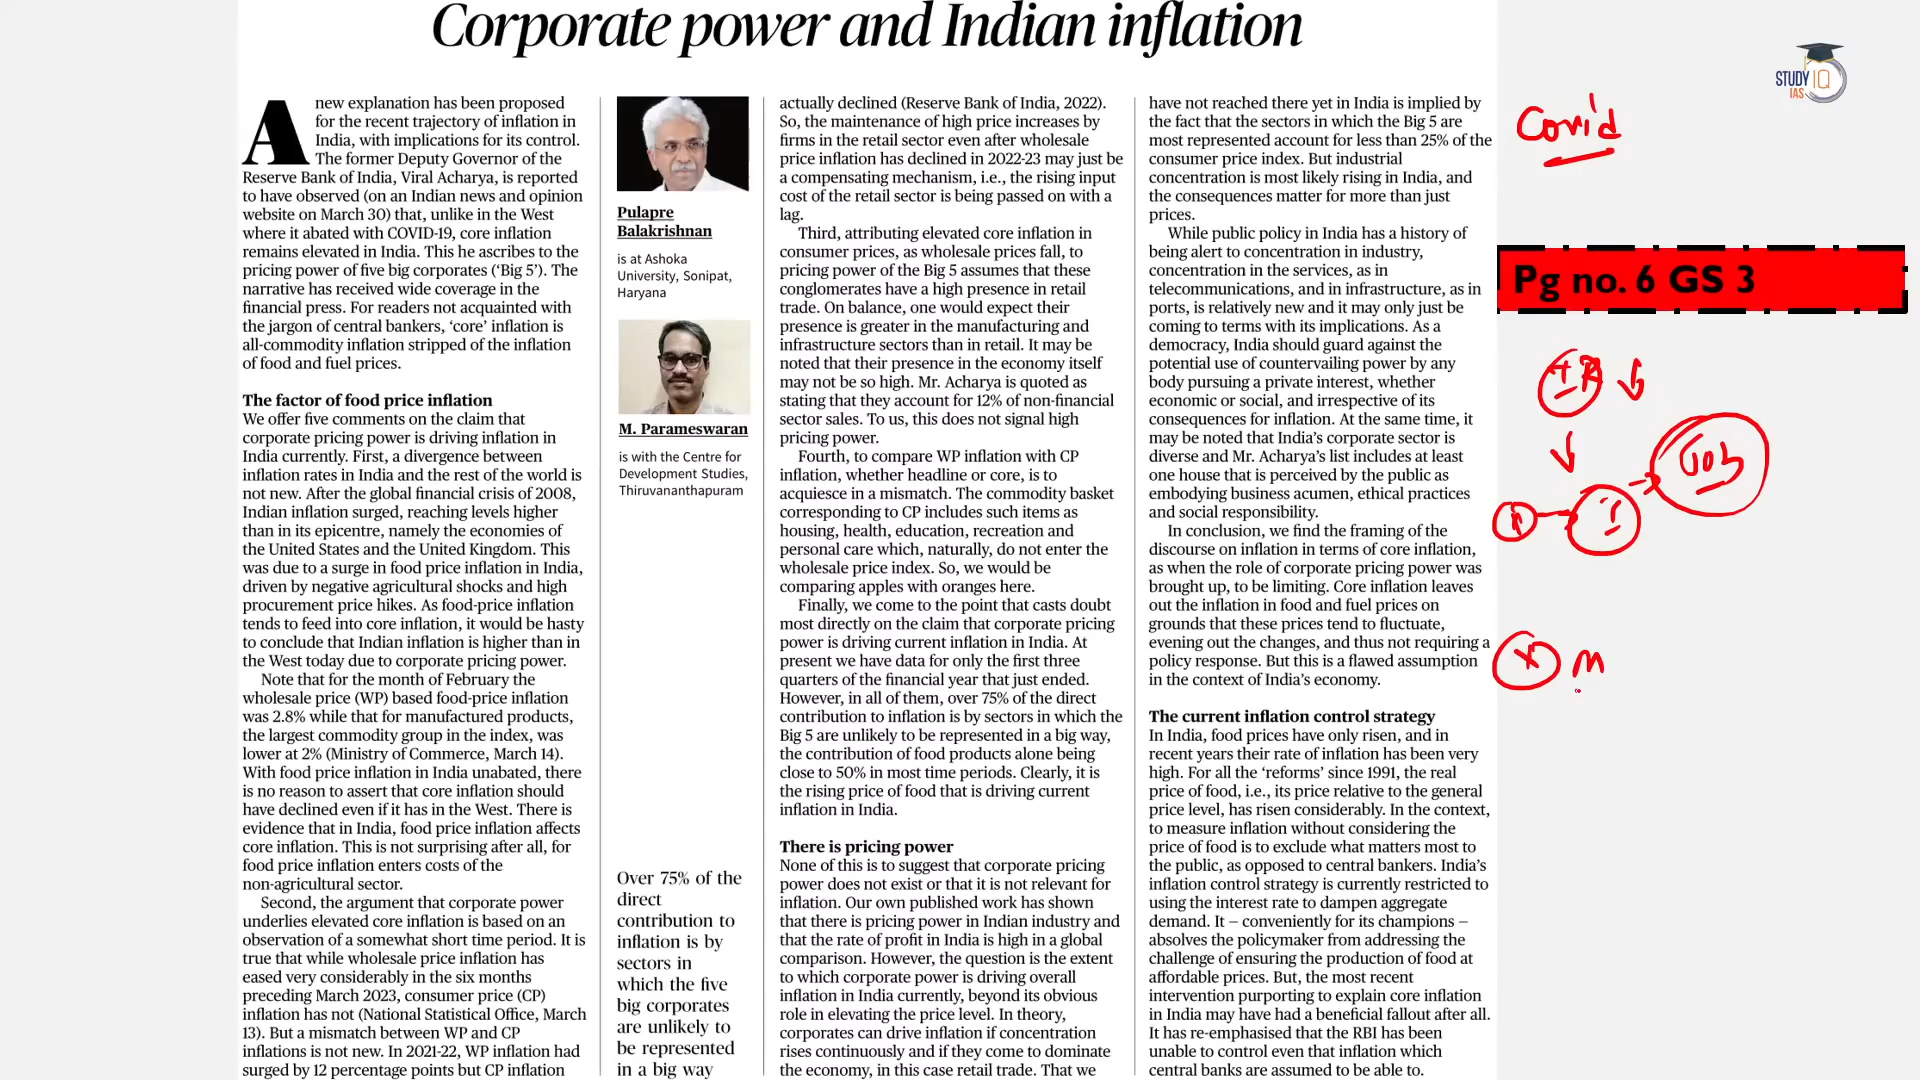 Corporate power and Indian inflation
A
new explanation has been proposed
for the recent trajectory of inflation in
India, with implications for its control.
The former Deputy Governor of the
Reserve Bank of India, Viral Acharya, is reported
to have observed (on an Indian news and opinion
website on March 30) that, unlike in the West
where it abated with COVID-19, core inflation
remains elevated in India. This he ascribes to the
pricing power of five big corporates (‘Big 5’). The
narrative has received wide coverage in the
financial press. For readers not acquainted with
the jargon of central bankers, ‘core’ inflation is
all-commodity inflation stripped of the inflation
of food and fuel prices.
The factor of food price inflation
We offer five comments on the claim that
corporate pricing power is driving inflation in
India currently. First, a divergence between
inflation rates in India and the rest of the world is
not new. After the global financial crisis of 2008,
Indian inflation surged, reaching levels higher
than in its epicentre, namely the economies of
the United States and the United Kingdom. This
was due to a surge in food price inflation in India,
driven by negative agricultural shocks and high
procurement price hikes. As food-price inflation
tends to feed into core inflation, it would be hasty
to conclude that Indian inflation is higher than in
the West today due to corporate pricing power.
Note that for the month of February the
wholesale price (WP) based food-price inflation
was 2.8% while that for manufactured products,
the largest commodity group in the index, was
lower at 2% (Ministry of Commerce, March 14).
With food price inflation in India unabated, there
is no reason to assert that core inflation should
have declined even if it has in the West. There is
evidence that in India, food price inflation affects
core inflation. This is not surprising after all, for
food price inflation enters costs of the
non-agricultural sector.
Second, the argument that corporate power
underlies elevated core inflation is based on an
observation of a somewhat short time period. It is
true that while wholesale price inflation has
eased very considerably in the six months
preceding March 2023, consumer price (CP)
inflation has not (National Statistical Office, March
13). But a mismatch between WP and CP
inflations is not new. In 2021-22, WP inflation had
surged by 12 percentage points but CP inflation
Pulapre
Balakrishnan
is at Ashoka
University, Sonipat,
Haryana
M. Parameswaran
is with the Centre for
Development Studies,
Thiruvananthapuram
Over 75% of the
direct
contribution to
inflation is by
sectors in
which the five
big corporates
are unlikely to
be represented
in a big way
actually declined (Reserve Bank of India, 2022).
So, the maintenance of high price increases by
firms in the retail sector even after wholesale
price inflation has declined in 2022-23 may just be
a compensating mechanism, i.e., the rising input
cost of the retail sector is being passed on with a
lag.
Third, attributing elevated core inflation in
consumer prices, as wholesale prices fall, to
pricing power of the Big 5 assumes that these
conglomerates have a high presence in retail
trade. On balance, one would expect their
presence is greater in the manufacturing and
infrastructure sectors than in retail. It may be
noted that their presence in the economy itself
may not be so high. Mr. Acharya is quoted as
stating that they account for 12% of non-financial
sector sales. To us, this does not signal high
pricing power.
Fourth, to compare WP inflation with CP
inflation, whether headline or core, is to
acquiesce in a mismatch. The commodity basket
corresponding to CP includes such items as
housing, health, education, recreation and
personal care which, naturally, do not enter the
wholesale price index. So, we would be
comparing apples with oranges here.
Finally, we come to the point that casts doubt
most directly on the claim that corporate pricing
power is driving current inflation in India. At
present we have data for only the first three
quarters of the financial year that just ended.
However, in all of them, over 75% of the direct
contribution to inflation is by sectors in which the
Big 5 are unlikely to be represented in a big way,
the contribution of food products alone being
close to 50% in most time periods. Clearly, it is
the rising price of food that is driving current
inflation in India.
There is pricing power
None of this is to suggest that corporate pricing
power does not exist or that it is not relevant for
inflation. Our own published work has shown
that there is pricing power in Indian industry and
that the rate of profit in India is high in a global
comparison. However, the question is the extent
to which corporate power is driving overall
inflation in India currently, beyond its obvious
role in elevating the price level. In theory,
corporates can drive inflation if concentration
rises continuously and if they come to dominate
the economy, in this case retail trade. That we
have not reached there yet in India is implied by
the fact that the sectors in which the Big 5 are
most represented account for less than 25% of the
consumer price index. But industrial
concentration is most likely rising in India, and
the consequences matter for more than just
prices.
While public policy in India has a history of
being alert to concentration in industry,
concentration in the services, as in
telecommunications, and in infrastructure, as in
ports, is relatively new and it may only just be
coming to terms with its implications. As a
democracy, India should guard against the
potential use of countervailing power by any
body pursuing a private interest, whether
economic or social, and irrespective of its
consequences for inflation. At the same time, it
may be noted that India’s corporate sector is
diverse and Mr. Acharya’s list includes at least
one house that is perceived by the public as
embodying business acumen, ethical practices
and social responsibility.
In conclusion, we find the framing of the
discourse on inflation in terms of core inflation,
as when the role of corporate pricing power was
brought up, to be limiting. Core inflation leaves
out the inflation in food and fuel prices on
grounds that these prices tend to fluctuate,
evening out the changes, and thus not requiring a
policy response. But this is a flawed assumption
in the context of India’s economy.
The current inflation control strategy
In India, food prices have only risen, and in
recent years their rate of inflation has been very
high. For all the ‘reforms’ since 1991, the real
price of food, i.e., its price relative to the general
price level, has risen considerably. In the context,
to measure inflation without considering the
price of food is to exclude what matters most to
the public, as opposed to central bankers. India’s
inflation control strategy is currently restricted to
using the interest rate to dampen aggregate
demand. It — conveniently for its champions —
absolves the policymaker from addressing the
challenge of ensuring the production of food at
affordable prices. But, the most recent
intervention purporting to explain core inflation
in India may have had a beneficial fallout after all.
It has re-emphasised that the RBI has been
unable to control even that inflation which
central banks are assumed to be able to.
STUDY IQ
IAS
Covid
Pg no. 6 GS 3